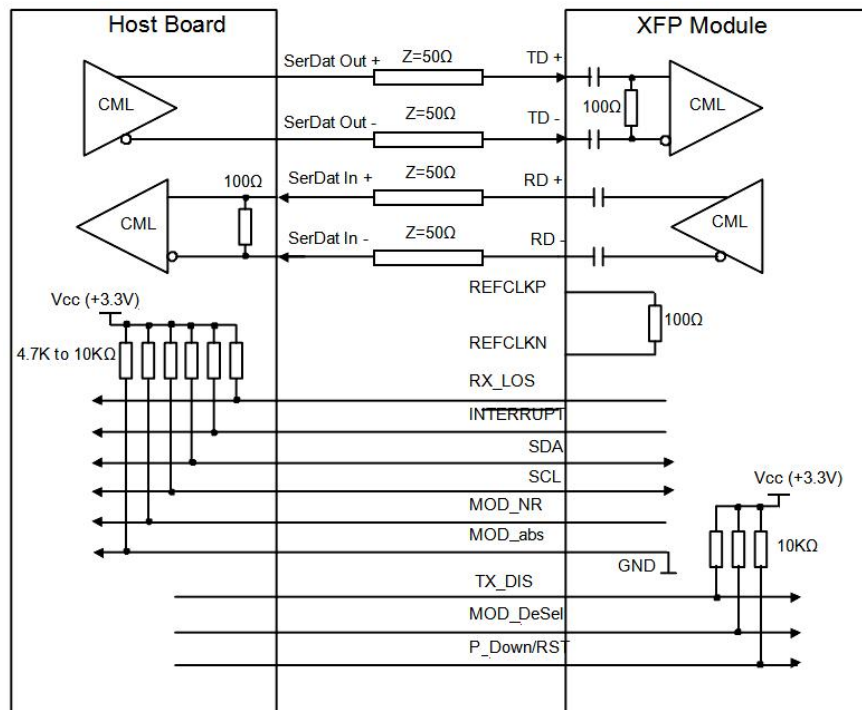 Host Board
XFP Module
SerDat Out +
Z=50Ω
TD +
CML
100Ω
CML
SerDat Out -
Z=50Ω
TD -
SerDat In +
Z=50Ω
RD +
100Ω
CML
CML
SerDat In -
Z=50Ω
RD -
REFCLKP
Vcc (+3.3V)
100Ω
4.7K to 10KΩ
REFCLKN
RX_LOS
INTERRUPT
SDA
SCL
Vcc (+3.3V)
MOD_NR
MOD_abs
10KΩ
GND
TX_DIS
MOD_DeSel
P_Down/RST